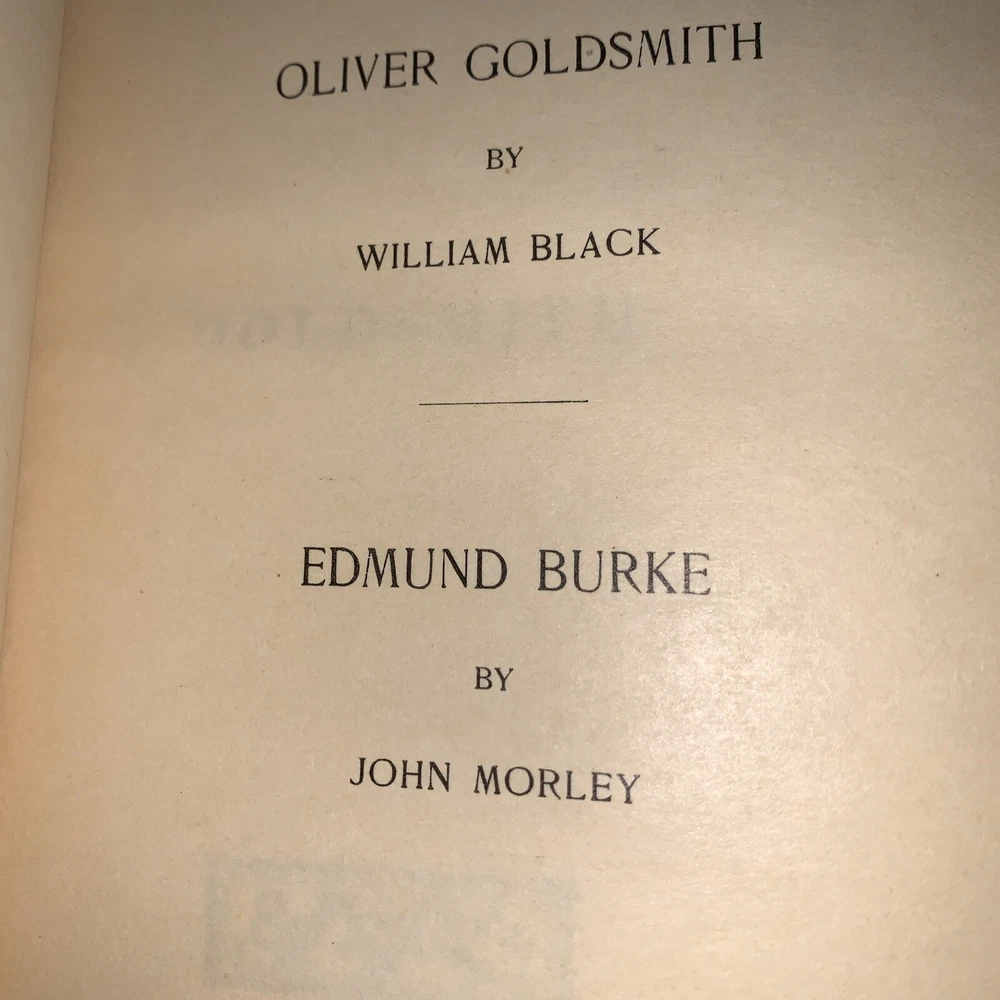 OLIVER GOLDSMITH
BY
WILLIAM BLACK
EDMUND BURKE
BY
JOHN MORLEY